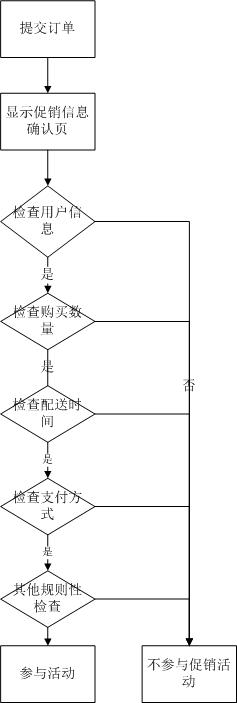 提交订单
显示促销信息
确认页
检查用户信
息
是
检查购买数
量
是
否
检查配送时
间
是
检查支付方
式
是
其他规则性
检查
参与活动
不参与促销活
动